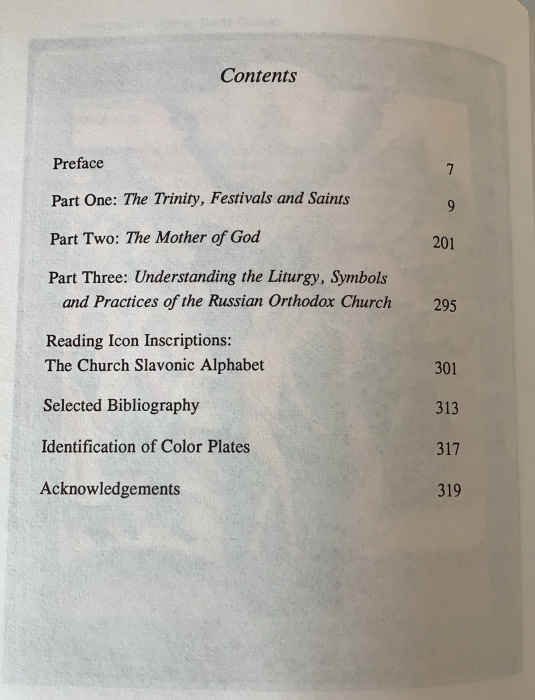 Contents
Preface 7
Part One: The Trinity, Festivals and Saints 9
Part Two: The Mother of God 201
Part Three: Understanding the Liturgy, Symbols
and Practices of the Russian Orthodox Church 295
Reading Icon Inscriptions:
The Church Slavonic Alphabet 301
Selected Bibliography 313
Identification of Color Plates 317
Acknowledgements 319